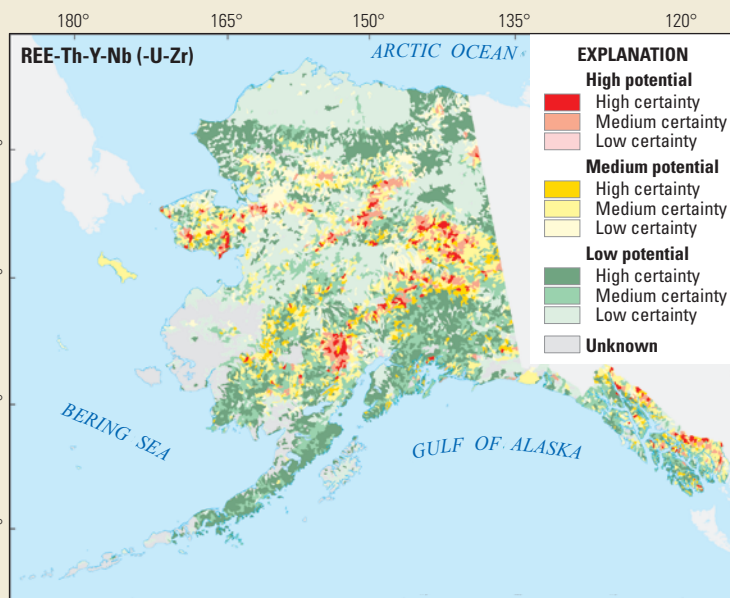 180° 165° 150° 135° 120°
REE-Th-Y-Nb (-U-Zr)
ARCTIC OCEAN
EXPLANATION
High potential
High certainty
Medium certainty
Low certainty
Medium potential
High certainty
Medium certainty
Low certainty
Low potential
High certainty
Medium certainty
Low certainty
Unknown
BERING SEA
GULF OF ALASKA